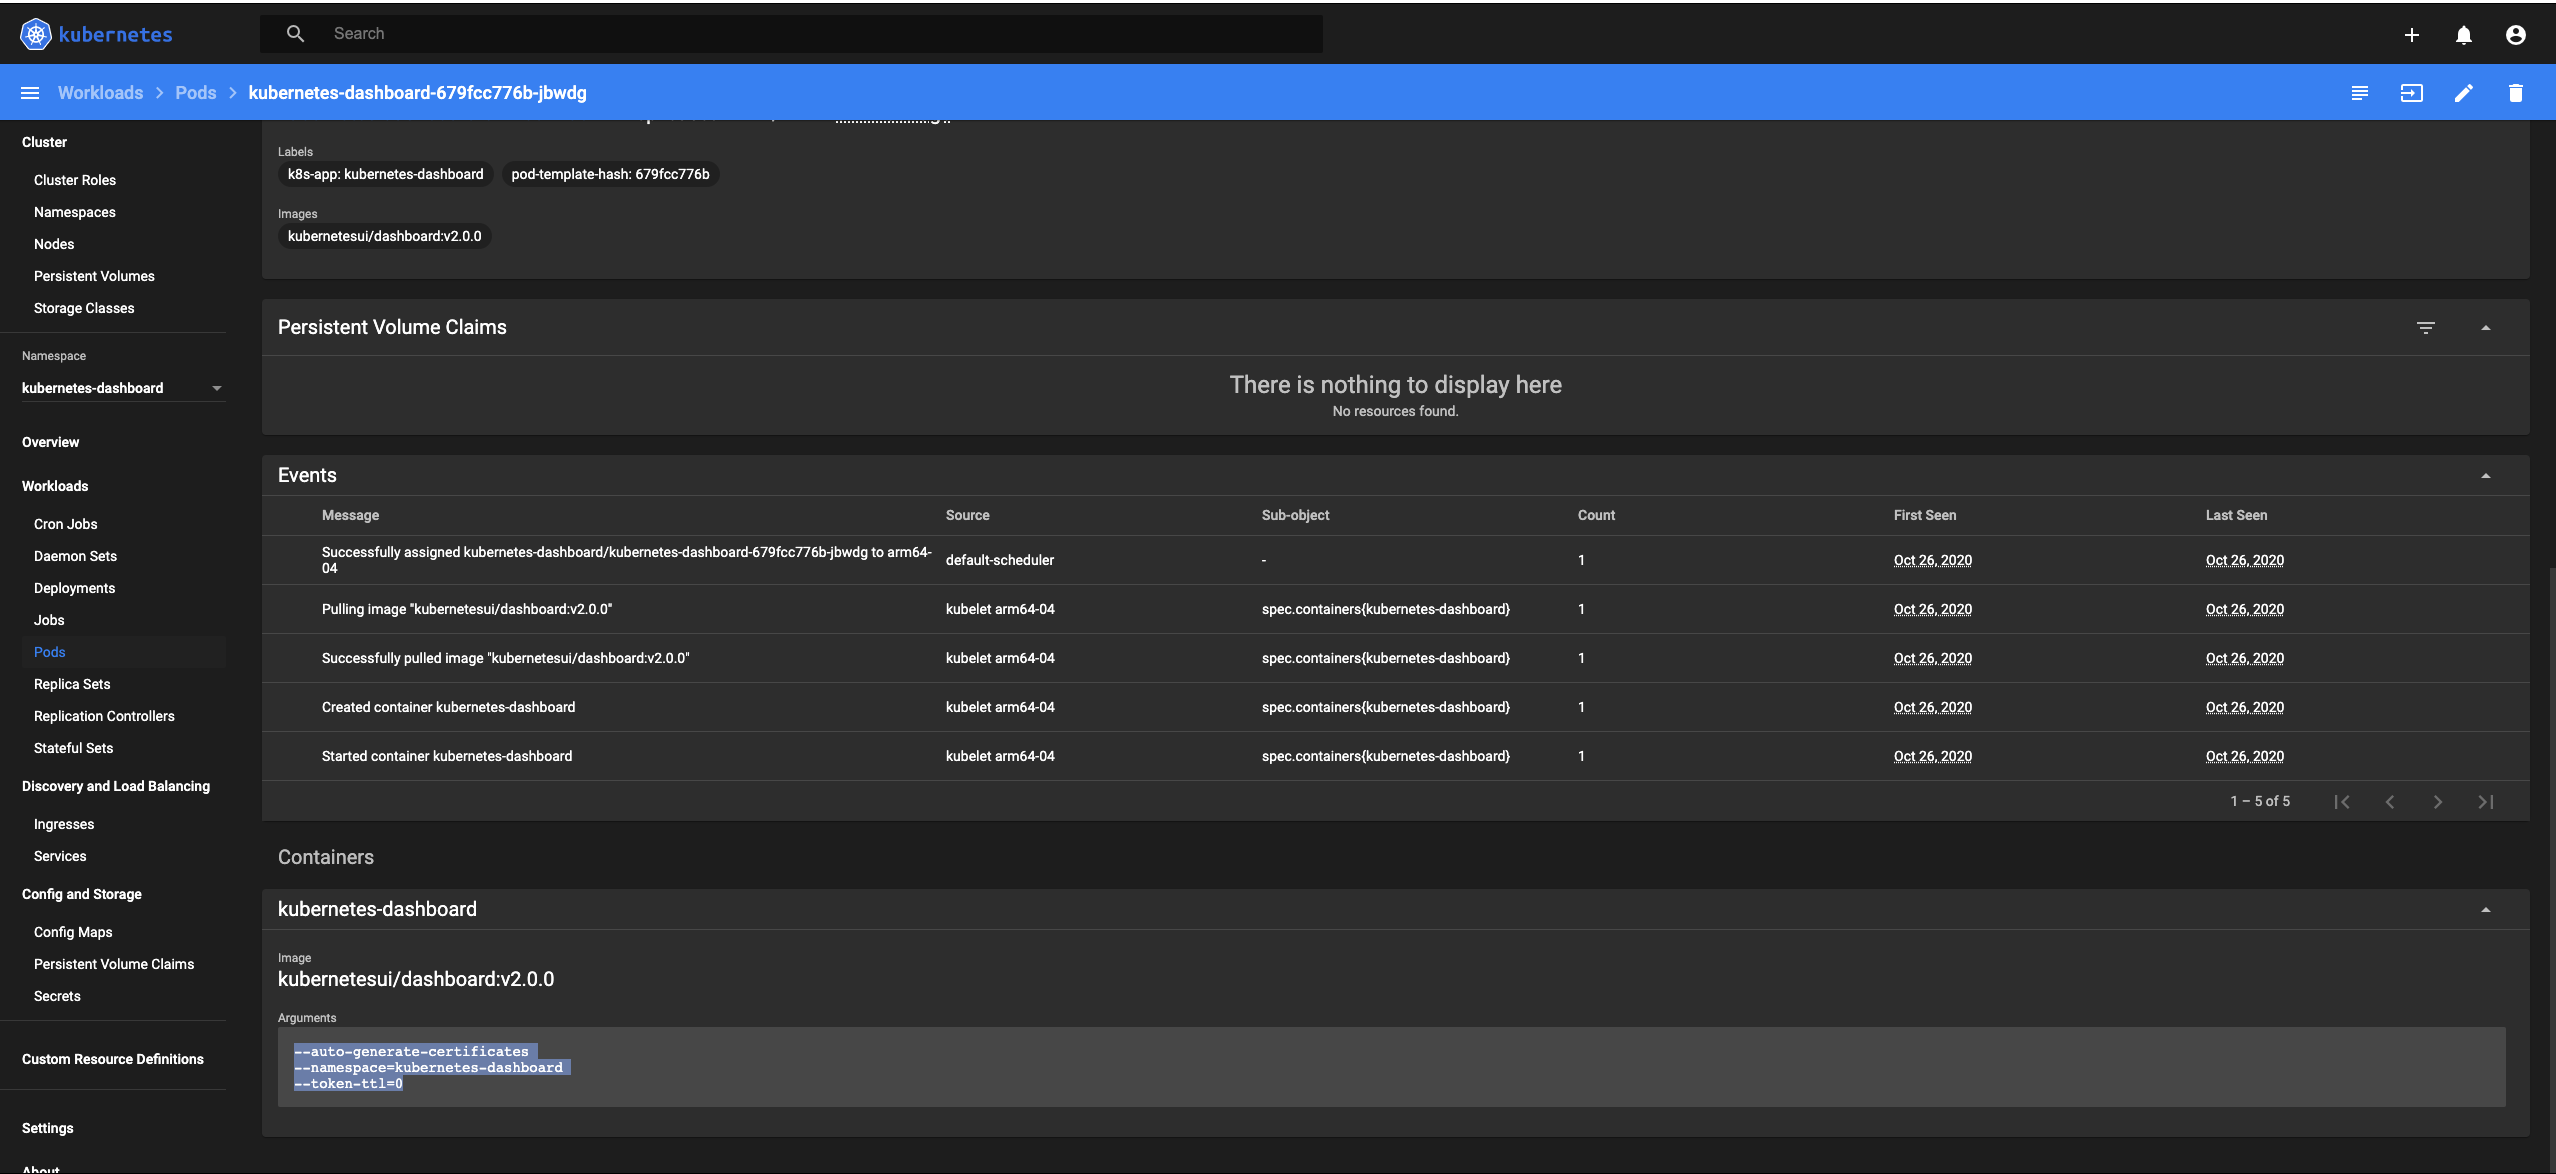 kubernetes
Search
Workloads > Pods > kubernetes-dashboard-679fcc776b-jbwdg
Cluster
Cluster Roles
Namespaces
Nodes
Persistent Volumes
Storage Classes
Namespace
kubernetes-dashboard
Overview
Workloads
Cron Jobs
Daemon Sets
Deployments
Jobs
Pods
Replica Sets
Replication Controllers
Stateful Sets
Discovery and Load Balancing
Ingresses
Services
Config and Storage
Config Maps
Persistent Volume Claims
Secrets
Custom Resource Definitions
Settings
About
Labels
k8s-app: kubernetes-dashboard pod-template-hash: 679fcc776b
Images
kubernetesui/dashboard:v2.0.0
Persistent Volume Claims
There is nothing to display here
No resources found.
Events
Message Source Sub-object Count First Seen Last Seen
Successfully assigned kubernetes-dashboard/kubernetes-dashboard-679fcc776b-jbwdg to arm64-
04 default-scheduler - 1 Oct 26, 2020 Oct 26, 2020
Pulling image "kubernetesui/dashboard:v2.0.0" kubelet arm64-04 spec.containers{kubernetes-dashboard} 1 Oct 26, 2020 Oct 26, 2020
Successfully pulled image "kubernetesui/dashboard:v2.0.0" kubelet arm64-04 spec.containers{kubernetes-dashboard} 1 Oct 26, 2020 Oct 26, 2020
Created container kubernetes-dashboard kubelet arm64-04 spec.containers{kubernetes-dashboard} 1 Oct 26, 2020 Oct 26, 2020
Started container kubernetes-dashboard kubelet arm64-04 spec.containers{kubernetes-dashboard} 1 Oct 26, 2020 Oct 26, 2020
1 – 5 of 5
Containers
kubernetes-dashboard
Image
kubernetesui/dashboard:v2.0.0
Arguments
--auto-generate-certificates
--namespace=kubernetes-dashboard
--token-ttl=0